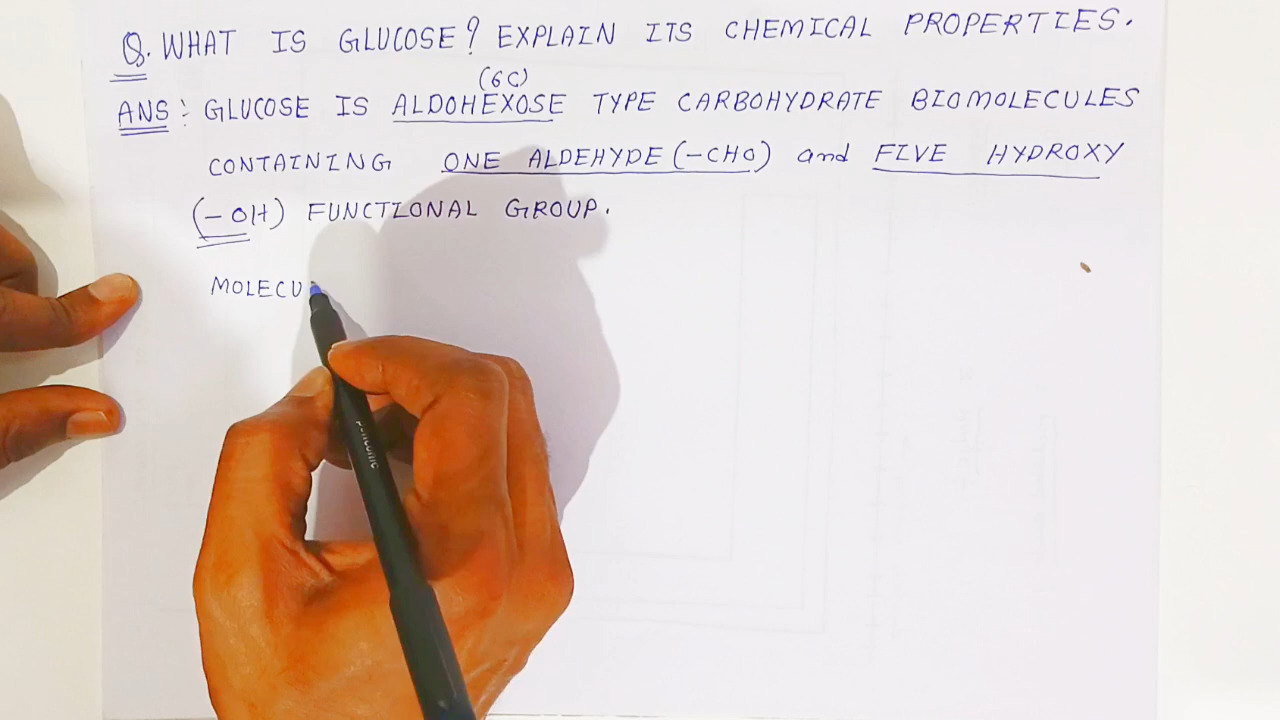 Q. WHAT IS GLUCOSE? EXPLAIN ITS CHEMICAL PROPERTIES.
(6C)
ANS: GLUCOSE IS ALDOHEXOSE TYPE CARBOHYDRATE BIOMOLECULES
CONTAINING ONE ALDEHYDE (-CHO) and FIVE HYDROXY
(-OH) FUNCTIONAL GROUP.
MOLECU